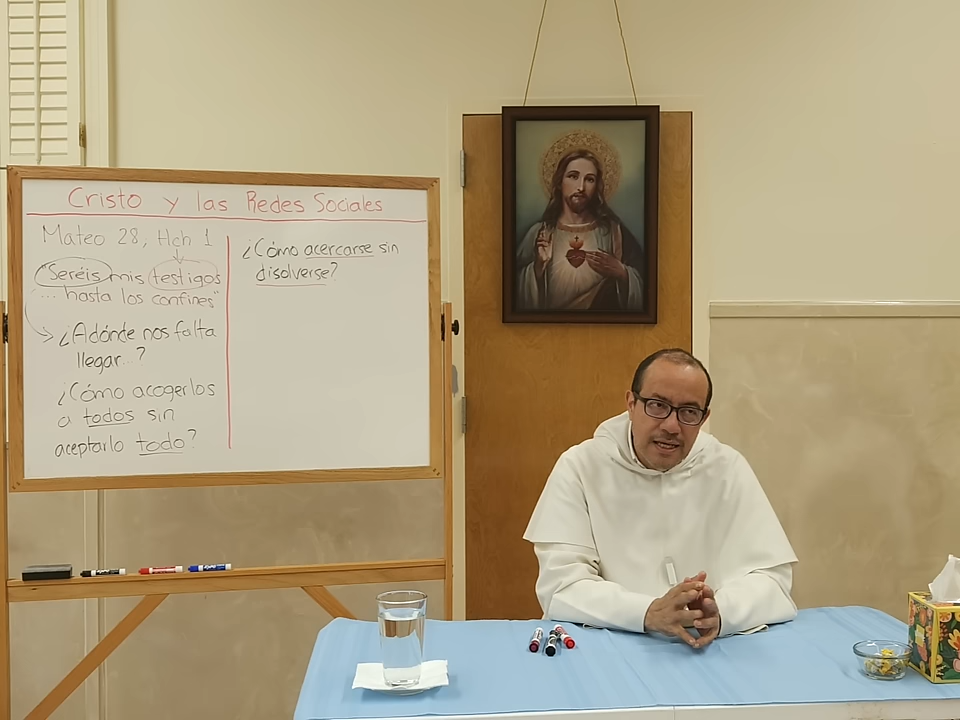 Cristo y las Redes Sociales
Mateo 28, Hch 1
"Seréis mis testigos
... hasta los confines"
¿Adónde nos falta
llegar...?
¿Cómo acogerlos
a todos sin
aceptarlo todo?
¿Cómo acercarse sin
disolverse?